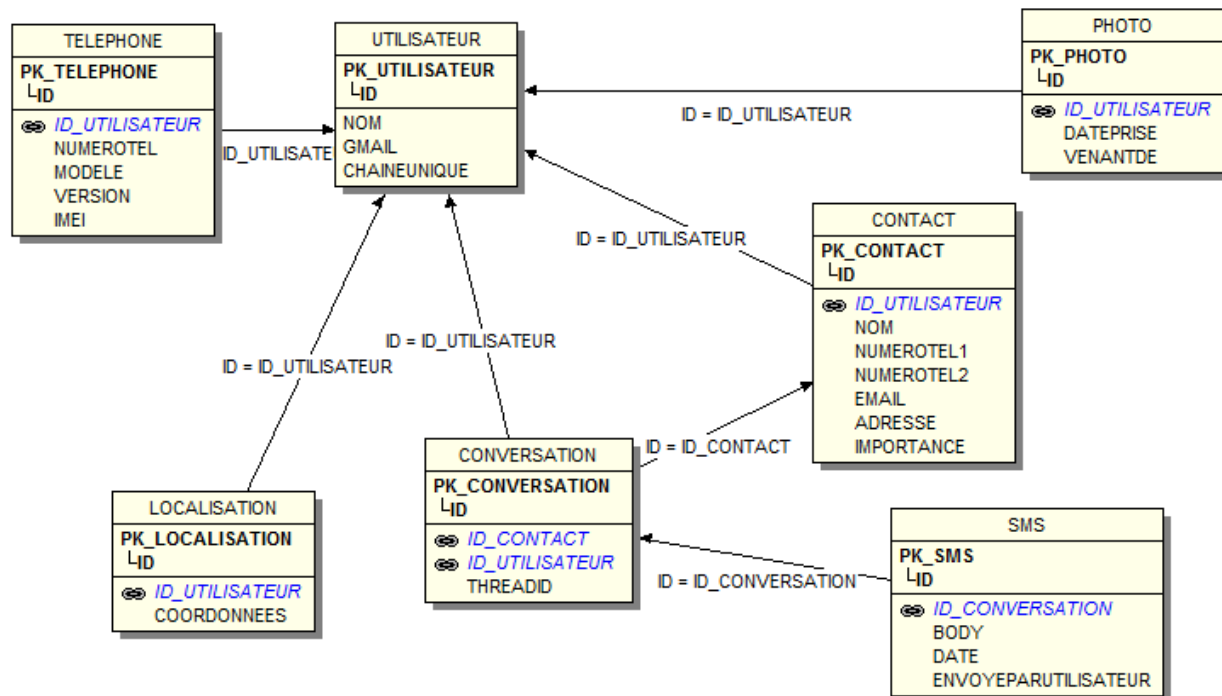 TELEPHONE
PK_TELEPHONE
ID
ID_UTILISATEUR
NUMEROTEL
MODELE
VERSION
IMEI
ID_UTILISATE
UTILISATEUR
PK_UTILISATEUR
ID
NOM
GMAIL
CHAINEUNIQUE
ID = ID_UTILISATEUR
PHOTO
PK_PHOTO
ID
ID_UTILISATEUR
DATEPRISE
VENANTDE
ID = ID_UTILISATEUR
CONTACT
PK_CONTACT
ID
ID_UTILISATEUR
NOM
NUMEROTEL1
NUMEROTEL2
EMAIL
ADRESSE
IMPORTANCE
ID = ID_UTILISATEUR
ID = ID_UTILISATEUR
ID = ID_CONTACT
LOCALISATION
PK_LOCALISATION
ID
ID_UTILISATEUR
COORDONNEES
CONVERSATION
PK_CONVERSATION
ID
ID_CONTACT
ID_UTILISATEUR
THREADID
ID = ID_CONVERSATION
SMS
PK_SMS
ID
ID_CONVERSATION
BODY
DATE
ENVOYEPARUTILISATEUR